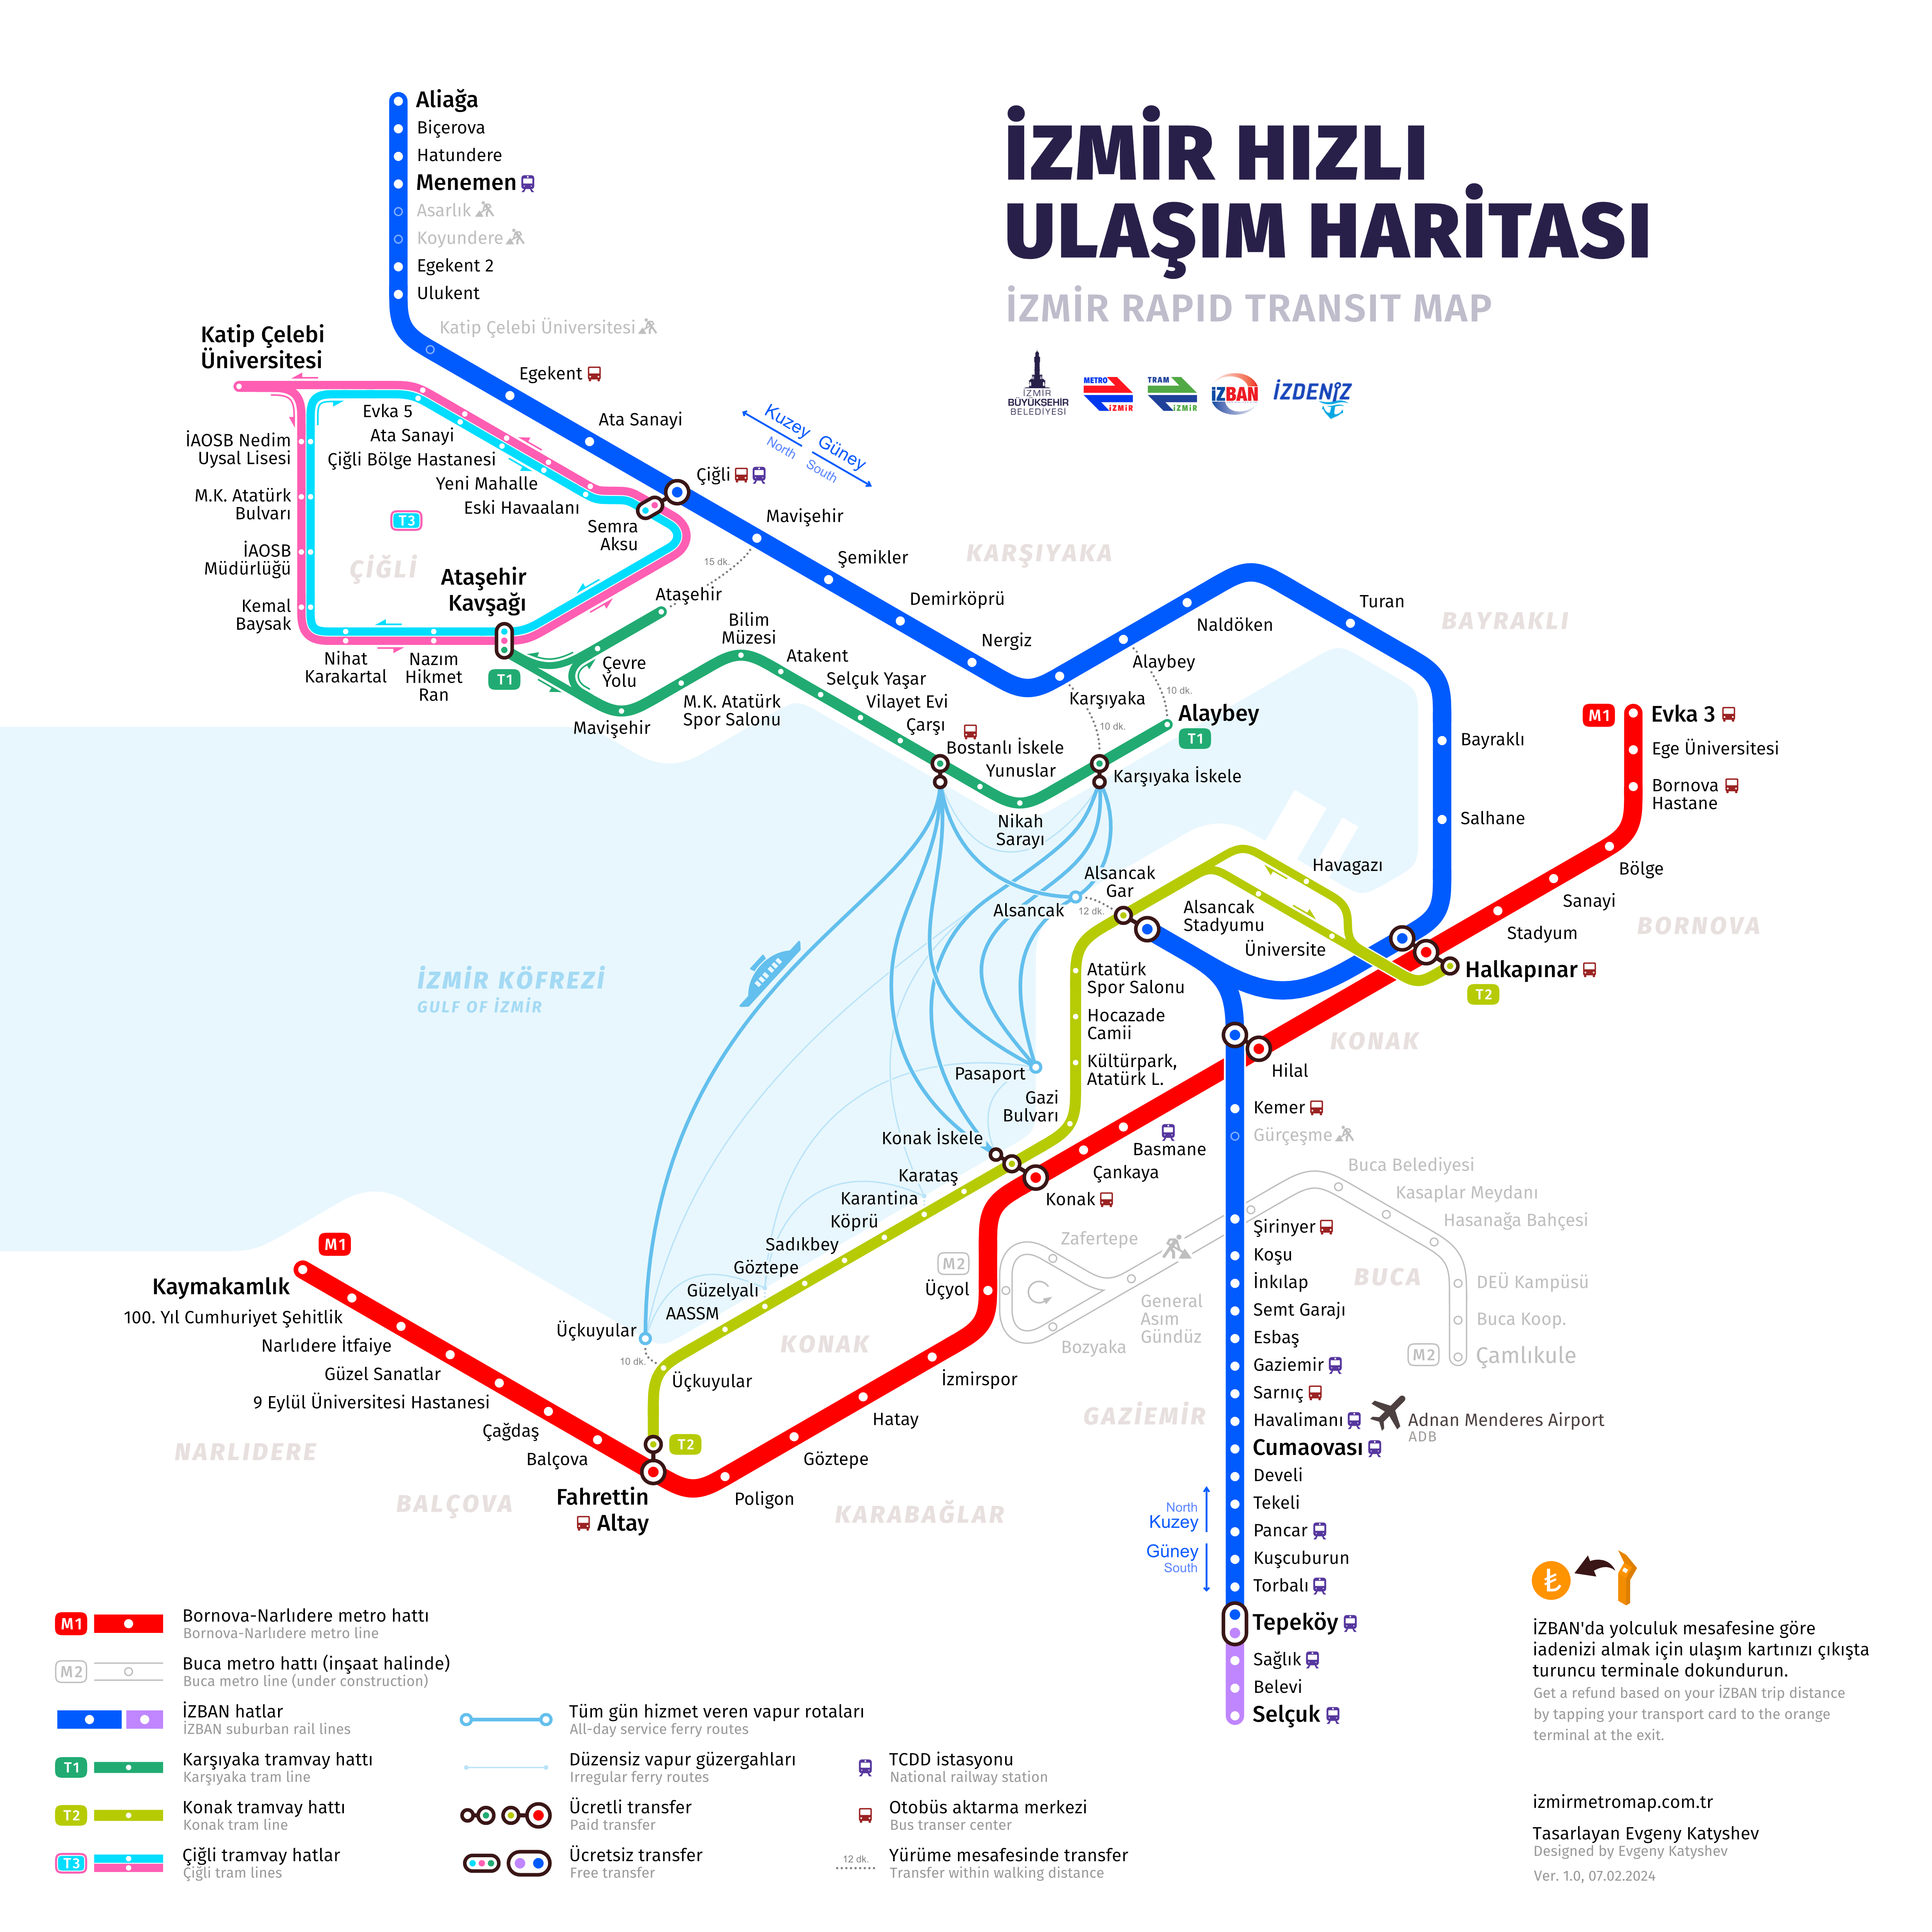 İZMİR HIZLI
ULAŞIM HARİTASI
İZMİR RAPID TRANSIT MAP
İZMİR
BÜYÜKŞEHİR
BELEDİYESİ
METRO
İZMİR
TRAM
İZMİR
İZBAN
İZDENİZ
Aliağa
Biçerova
Hatundere
Menemen
Asarlık
Koyundere
Egekent 2
Ulukent
Katip Çelebi Üniversitesi
Egekent
Ata Sanayi
Çiğli
Kuzey
North
Güney
South
Mavişehir
Şemikler
Demirköprü
Nergiz
Karşıyaka
Alaybey
Naldöken
Turan
Bayraklı
Salhane
KARŞIYAKA
BAYRAKLI
Katip Çelebi
Üniversitesi
Evka 5
Ata Sanayi
Çiğli Bölge Hastanesi
Yeni Mahalle
Eski Havaalanı
Semra
Aksu
İAOSB Nedim
Uysal Lisesi
M.K. Atatürk
Bulvarı
İAOSB
Müdürlüğü
Kemal
Baysak
T3
ÇİĞLİ
Ataşehir
Kavşağı
Nihat
Karakartal
Nazım
Hikmet
Ran
T1
15 dk.
Ataşehir
Çevre
Yolu
Mavişehir
Bilim
Müzesi
M.K. Atatürk
Spor Salonu
Atakent
Selçuk Yaşar
Vilayet Evi
Çarşı
Bostanlı İskele
Yunuslar
Nikah
Sarayı
10 dk.
10 dk.
Karşıyaka İskele
Alaybey
T1
M1
Evka 3
Ege Üniversitesi
Bornova
Hastane
Bölge
Sanayi
Stadyum
BORNOVA
Halkapınar
T2
Havagazı
Alsancak
Stadyumu
Üniversite
Alsancak
Gar
Alsancak
12 dk.
Atatürk
Spor Salonu
Hocazade
Camii
Kültürpark,
Atatürk L.
Gazi
Bulvarı
Pasaport
KONAK
Hilal
İZMİR KÖFREZİ
GULF OF İZMİR
Konak İskele
Karataş
Karantina
Köprü
Sadıkbey
Göztepe
Güzelyalı
AASSM
Üçkuyular
10 dk.
Üçkuyular
T2
Basmane
Çankaya
Konak
M2
Üçyol
İzmirspor
Hatay
Göztepe
Poligon
KONAK
KARABAĞLAR
M1
Kaymakamlık
100. Yıl Cumhuriyet Şehitlik
Narlıdere İtfaiye
Güzel Sanatlar
9 Eylül Üniversitesi Hastanesi
Çağdaş
Balçova
Fahrettin
Altay
NARLIDERE
BALÇOVA
Zafertepe
Bozyaka
General
Asım
Gündüz
Buca Belediyesi
Kasaplar Meydanı
Hasanağa Bahçesi
DEÜ Kampüsü
Buca Koop.
M2
Çamlıkule
BUCA
GAZİEMİR
Kemer
Gürçeşme
Şirinyer
Koşu
İnkılap
Semt Garajı
Esbaş
Gaziemir
Sarnıç
Havalimanı
Adnan Menderes Airport
ADB
Cumaovası
Develi
Tekeli
Pancar
Kuşcuburun
Torbalı
Tepeköy
Sağlık
Belevi
Selçuk
North
Kuzey
Güney
South
M1
Bornova-Narlıdere metro hattı
Bornova-Narlıdere metro line
M2
Buca metro hattı (inşaat halinde)
Buca metro line (under construction)
İZBAN hatlar
İZBAN suburban rail lines
T1
Karşıyaka tramvay hattı
Karşıyaka tram line
T2
Konak tramvay hattı
Konak tram line
T3
Çiğli tramvay hatlar
Çiğli tram lines
Tüm gün hizmet veren vapur rotaları
All-day service ferry routes
Düzensiz vapur güzergahları
Irregular ferry routes
Ücretli transfer
Paid transfer
Ücretsiz transfer
Free transfer
TCDD istasyonu
National railway station
Otobüs aktarma merkezi
Bus transer center
12 dk.
Yürüme mesafesinde transfer
Transfer within walking distance
İZBAN'da yolculuk mesafesine göre
iadenizi almak için ulaşım kartınızı çıkışta
turuncu terminale dokundurun.
Get a refund based on your İZBAN trip distance
by tapping your transport card to the orange
terminal at the exit.
izmirmetromap.com.tr
Tasarlayan Evgeny Katyshev
Designed by Evgeny Katyshev
Ver. 1.0, 07.02.2024